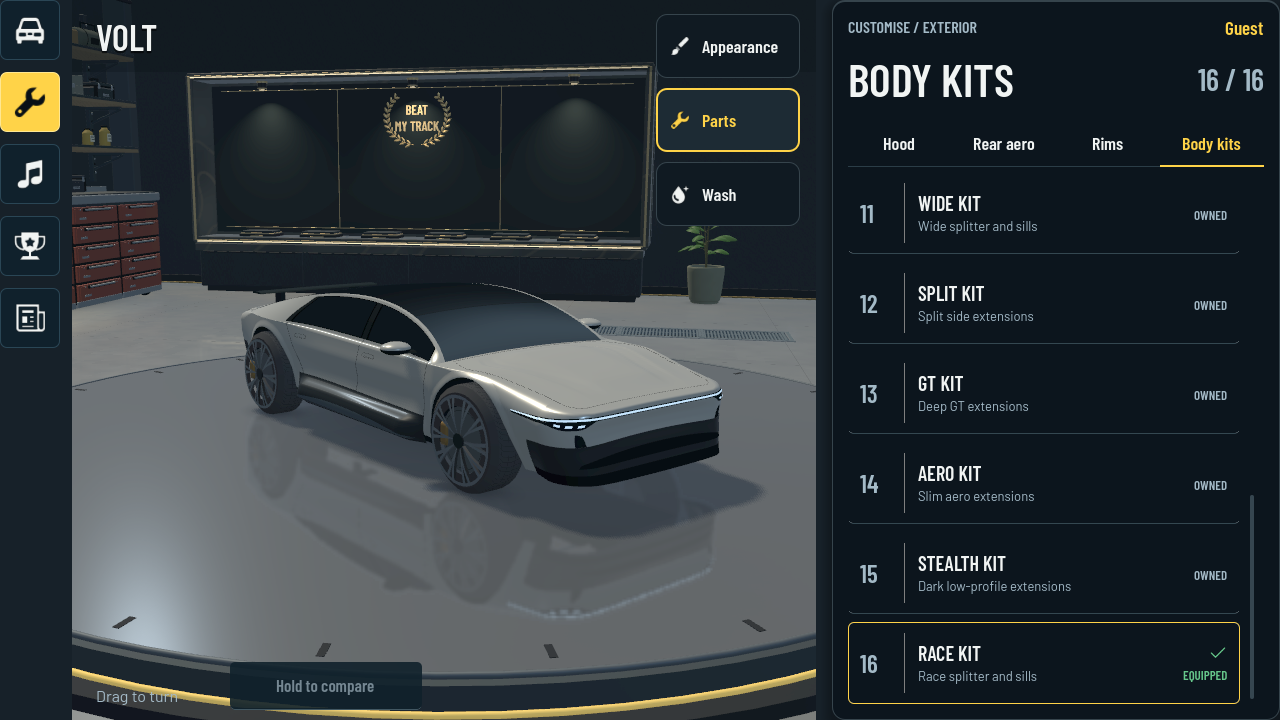 VOLT
BEAT
MY TRACK
Appearance
Parts
Wash
Drag to turn
Hold to compare
CUSTOMISE / EXTERIOR
Guest
BODY KITS
16 / 16
Hood
Rear aero
Rims
Body kits
11
WIDE KIT
Wide splitter and sills
OWNED
12
SPLIT KIT
Split side extensions
OWNED
13
GT KIT
Deep GT extensions
OWNED
14
AERO KIT
Slim aero extensions
OWNED
15
STEALTH KIT
Dark low-profile extensions
OWNED
16
RACE KIT
Race splitter and sills
EQUIPPED